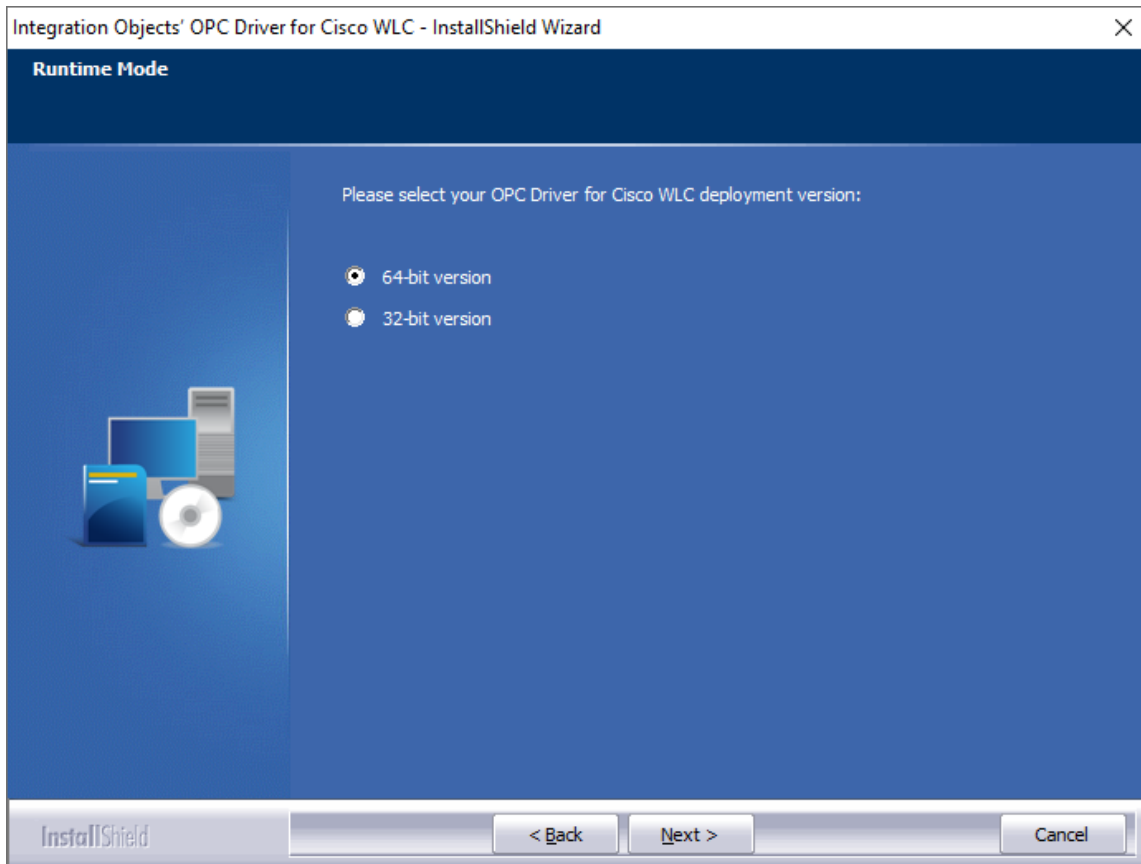 Integration Objects' OPC Driver for Cisco WLC - InstallShield Wizard
Runtime Mode
Please select your OPC Driver for Cisco WLC deployment version:
64-bit version
32-bit version
InstallShield
< Back
Next >
Cancel